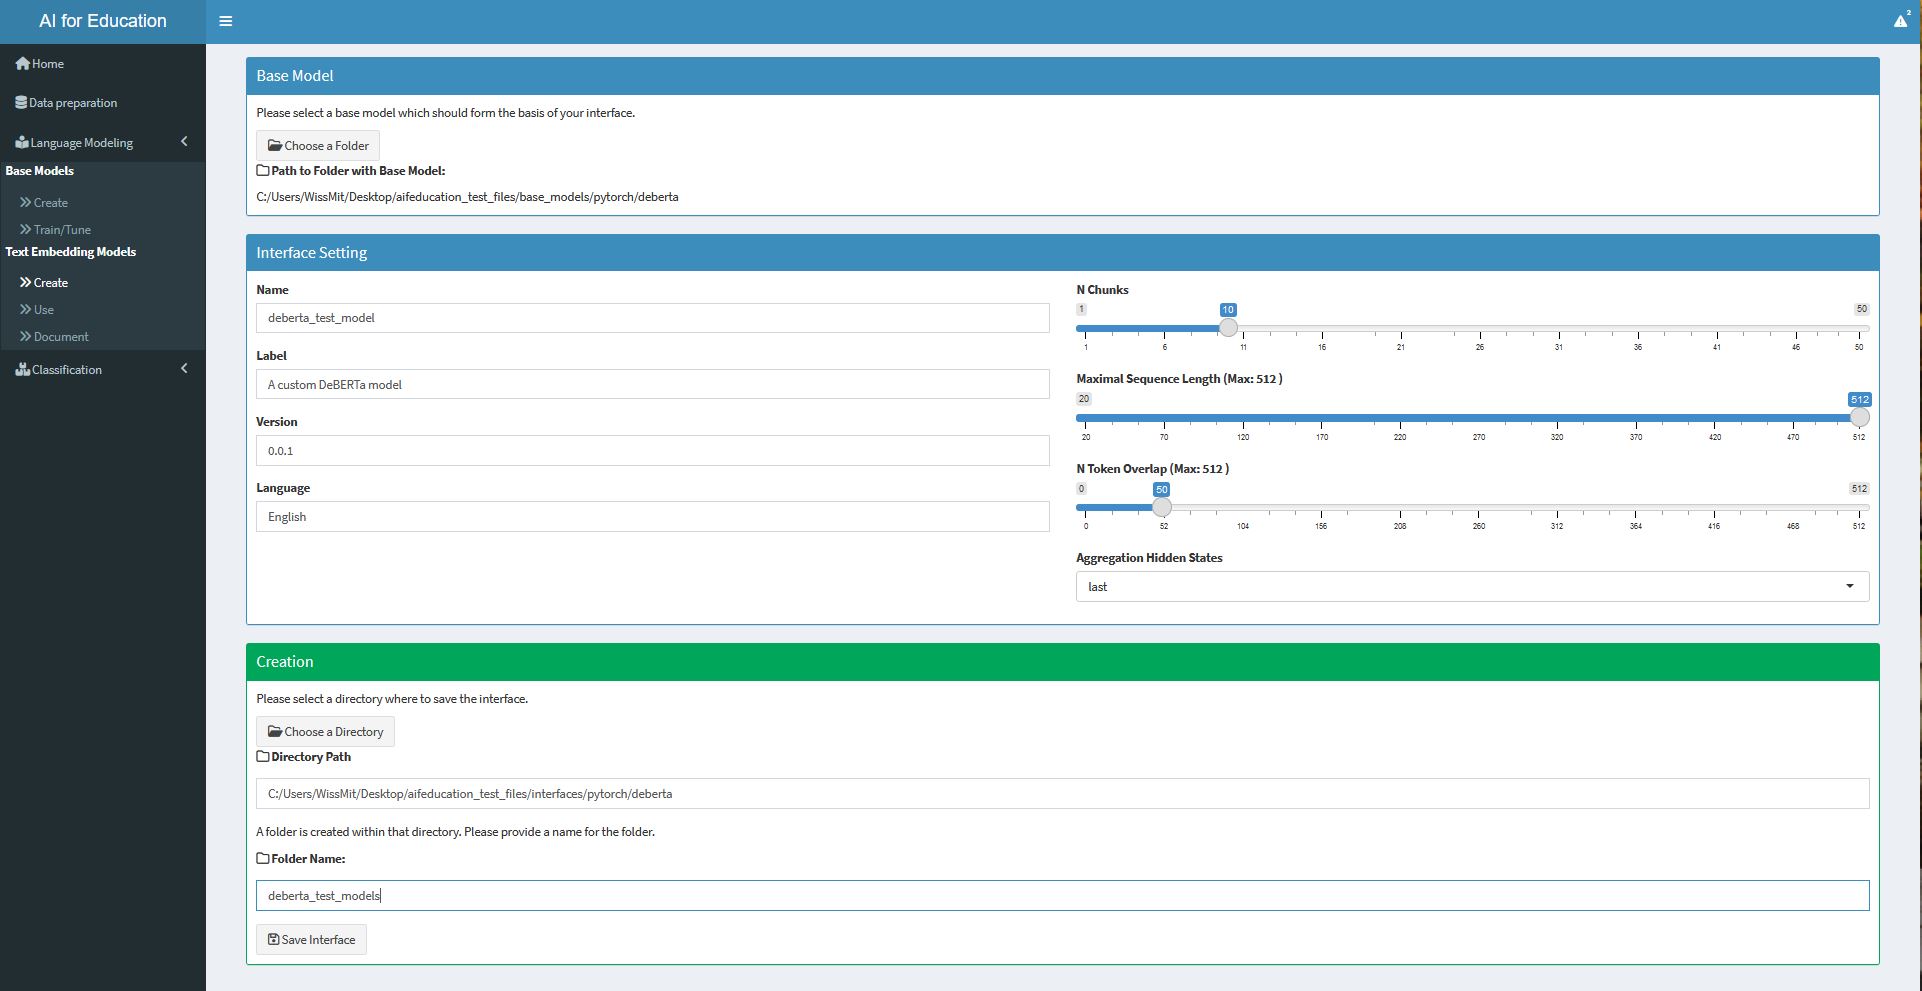 AI for Education
2
Home
Data preparation
Language Modeling
Base Models
Create
Train/Tune
Text Embedding Models
Create
Use
Document
Classification
Base Model
Please select a base model which should form the basis of your interface.
Choose a Folder
Path to Folder with Base Model:
C:/Users/WissMit/Desktop/aifeducation_test_files/base_models/pytorch/deberta
Interface Setting
Name
deberta_test_model
Label
A custom DeBERTa model
Version
0.0.1
Language
English
N Chunks
1 10 50
1 6 11 16 21 26 31 36 41 46 50
Maximal Sequence Length (Max: 512 )
20 512
20 70 120 170 220 270 320 370 420 470 512
N Token Overlap (Max: 512 )
0 50 512
0 52 104 156 208 260 312 364 416 468 512
Aggregation Hidden States
last
Creation
Please select a directory where to save the interface.
Choose a Directory
Directory Path
C:/Users/WissMit/Desktop/aifeducation_test_files/interfaces/pytorch/deberta
A folder is created within that directory. Please provide a name for the folder.
Folder Name:
deberta_test_models
Save Interface